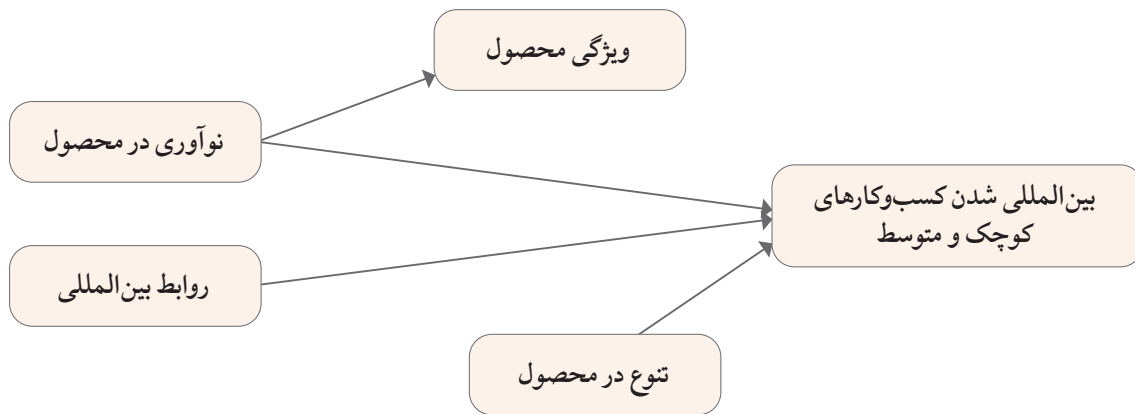 ویژگی محصول
نوآوری در محصول
بین‌المللی شدن کسب‌وکارهای
کوچک و متوسط
روابط بین‌المللی
تنوع در محصول